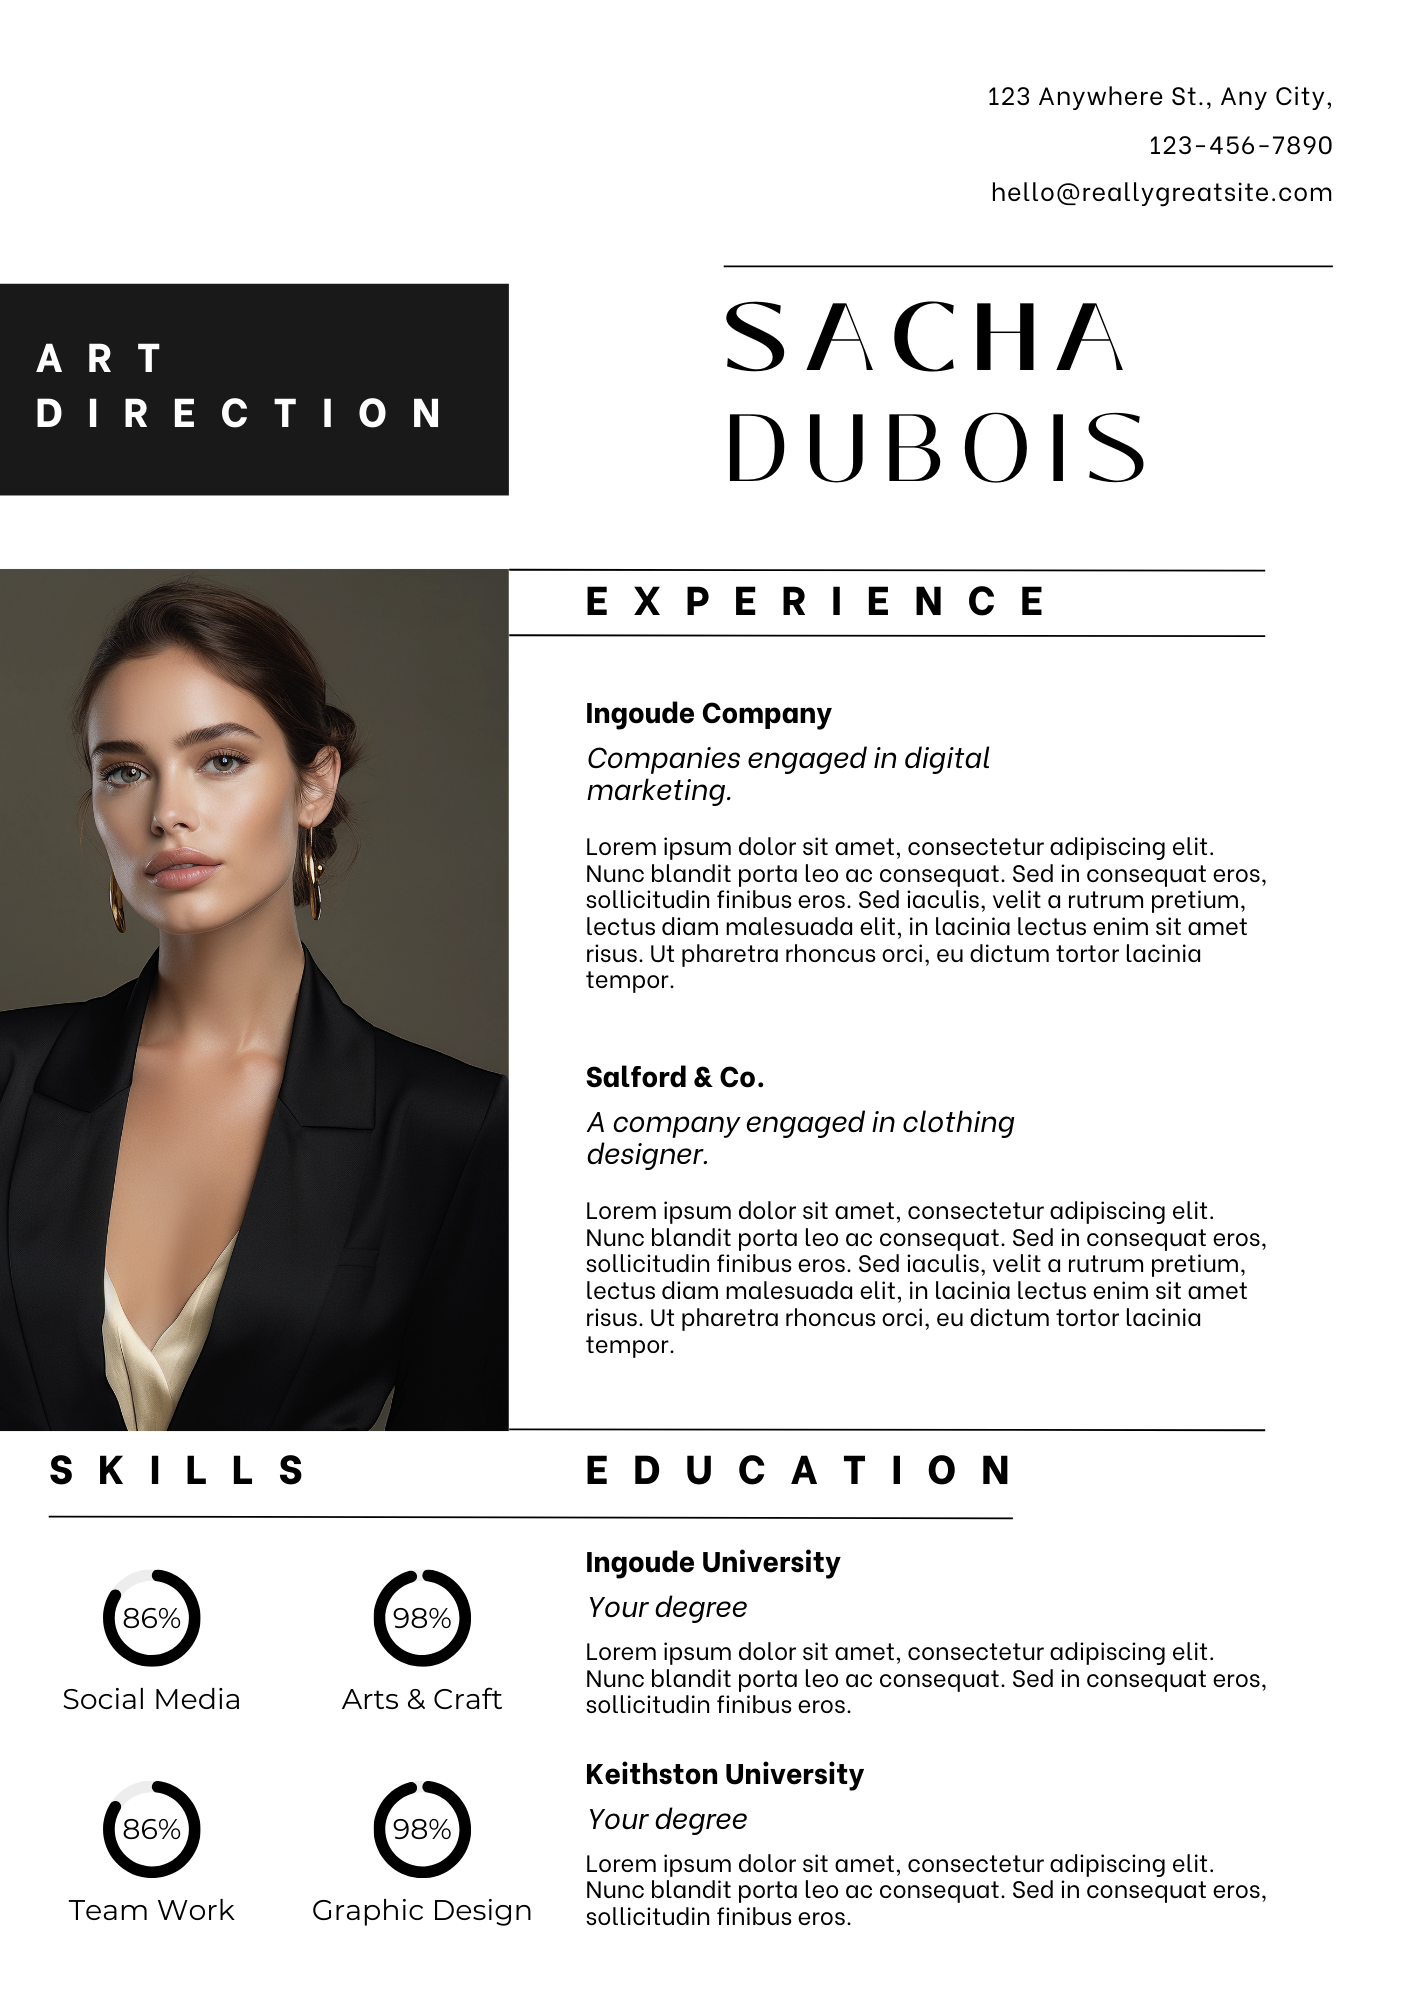 123 Anywhere St., Any City,
123-456-7890
hello@reallygreatsite.com
ART
DIRECTION
SACHA
DUBOIS
EXPERIENCE
Ingoude Company
Companies engaged in digital
marketing.
Lorem ipsum dolor sit amet, consectetur adipiscing elit.
Nunc blandit porta leo ac consequat. Sed in consequat eros,
sollicitudin finibus eros. Sed iaculis, velit a rutrum pretium,
lectus diam malesuada elit, in lacinia lectus enim sit amet
risus. Ut pharetra rhoncus orci, eu dictum tortor lacinia
tempor.
Salford & Co.
A company engaged in clothing
designer.
Lorem ipsum dolor sit amet, consectetur adipiscing elit.
Nunc blandit porta leo ac consequat. Sed in consequat eros,
sollicitudin finibus eros. Sed iaculis, velit a rutrum pretium,
lectus diam malesuada elit, in lacinia lectus enim sit amet
risus. Ut pharetra rhoncus orci, eu dictum tortor lacinia
tempor.
SKILLS
86%
98%
Social Media
Arts & Craft
86%
98%
Team Work
Graphic Design
EDUCATION
Ingoude University
Your degree
Lorem ipsum dolor sit amet, consectetur adipiscing elit.
Nunc blandit porta leo ac consequat. Sed in consequat eros,
sollicitudin finibus eros.
Keithston University
Your degree
Lorem ipsum dolor sit amet, consectetur adipiscing elit.
Nunc blandit porta leo ac consequat. Sed in consequat eros,
sollicitudin finibus eros.